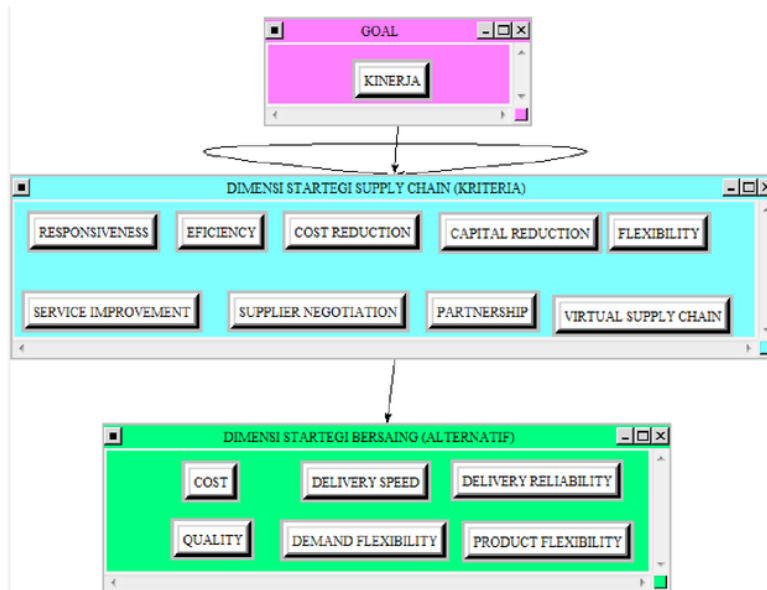 GOAL
KINERJA
DIMENSI STARTEGI SUPPLY CHAIN (KRITERIA)
RESPONSIVENESS EFICIENCY COST REDUCTION CAPITAL REDUCTION FLEXIBILITY
SERVICE IMPROVEMENT SUPPLIER NEGOTIATION PARTNERSHIP VIRTUAL SUPPLY CHAIN
DIMENSI STARTEGI BERSAING (ALTERNATIF)
COST DELIVERY SPEED DELIVERY RELIABILITY
QUALITY DEMAND FLEXIBILITY PRODUCT FLEXIBILITY